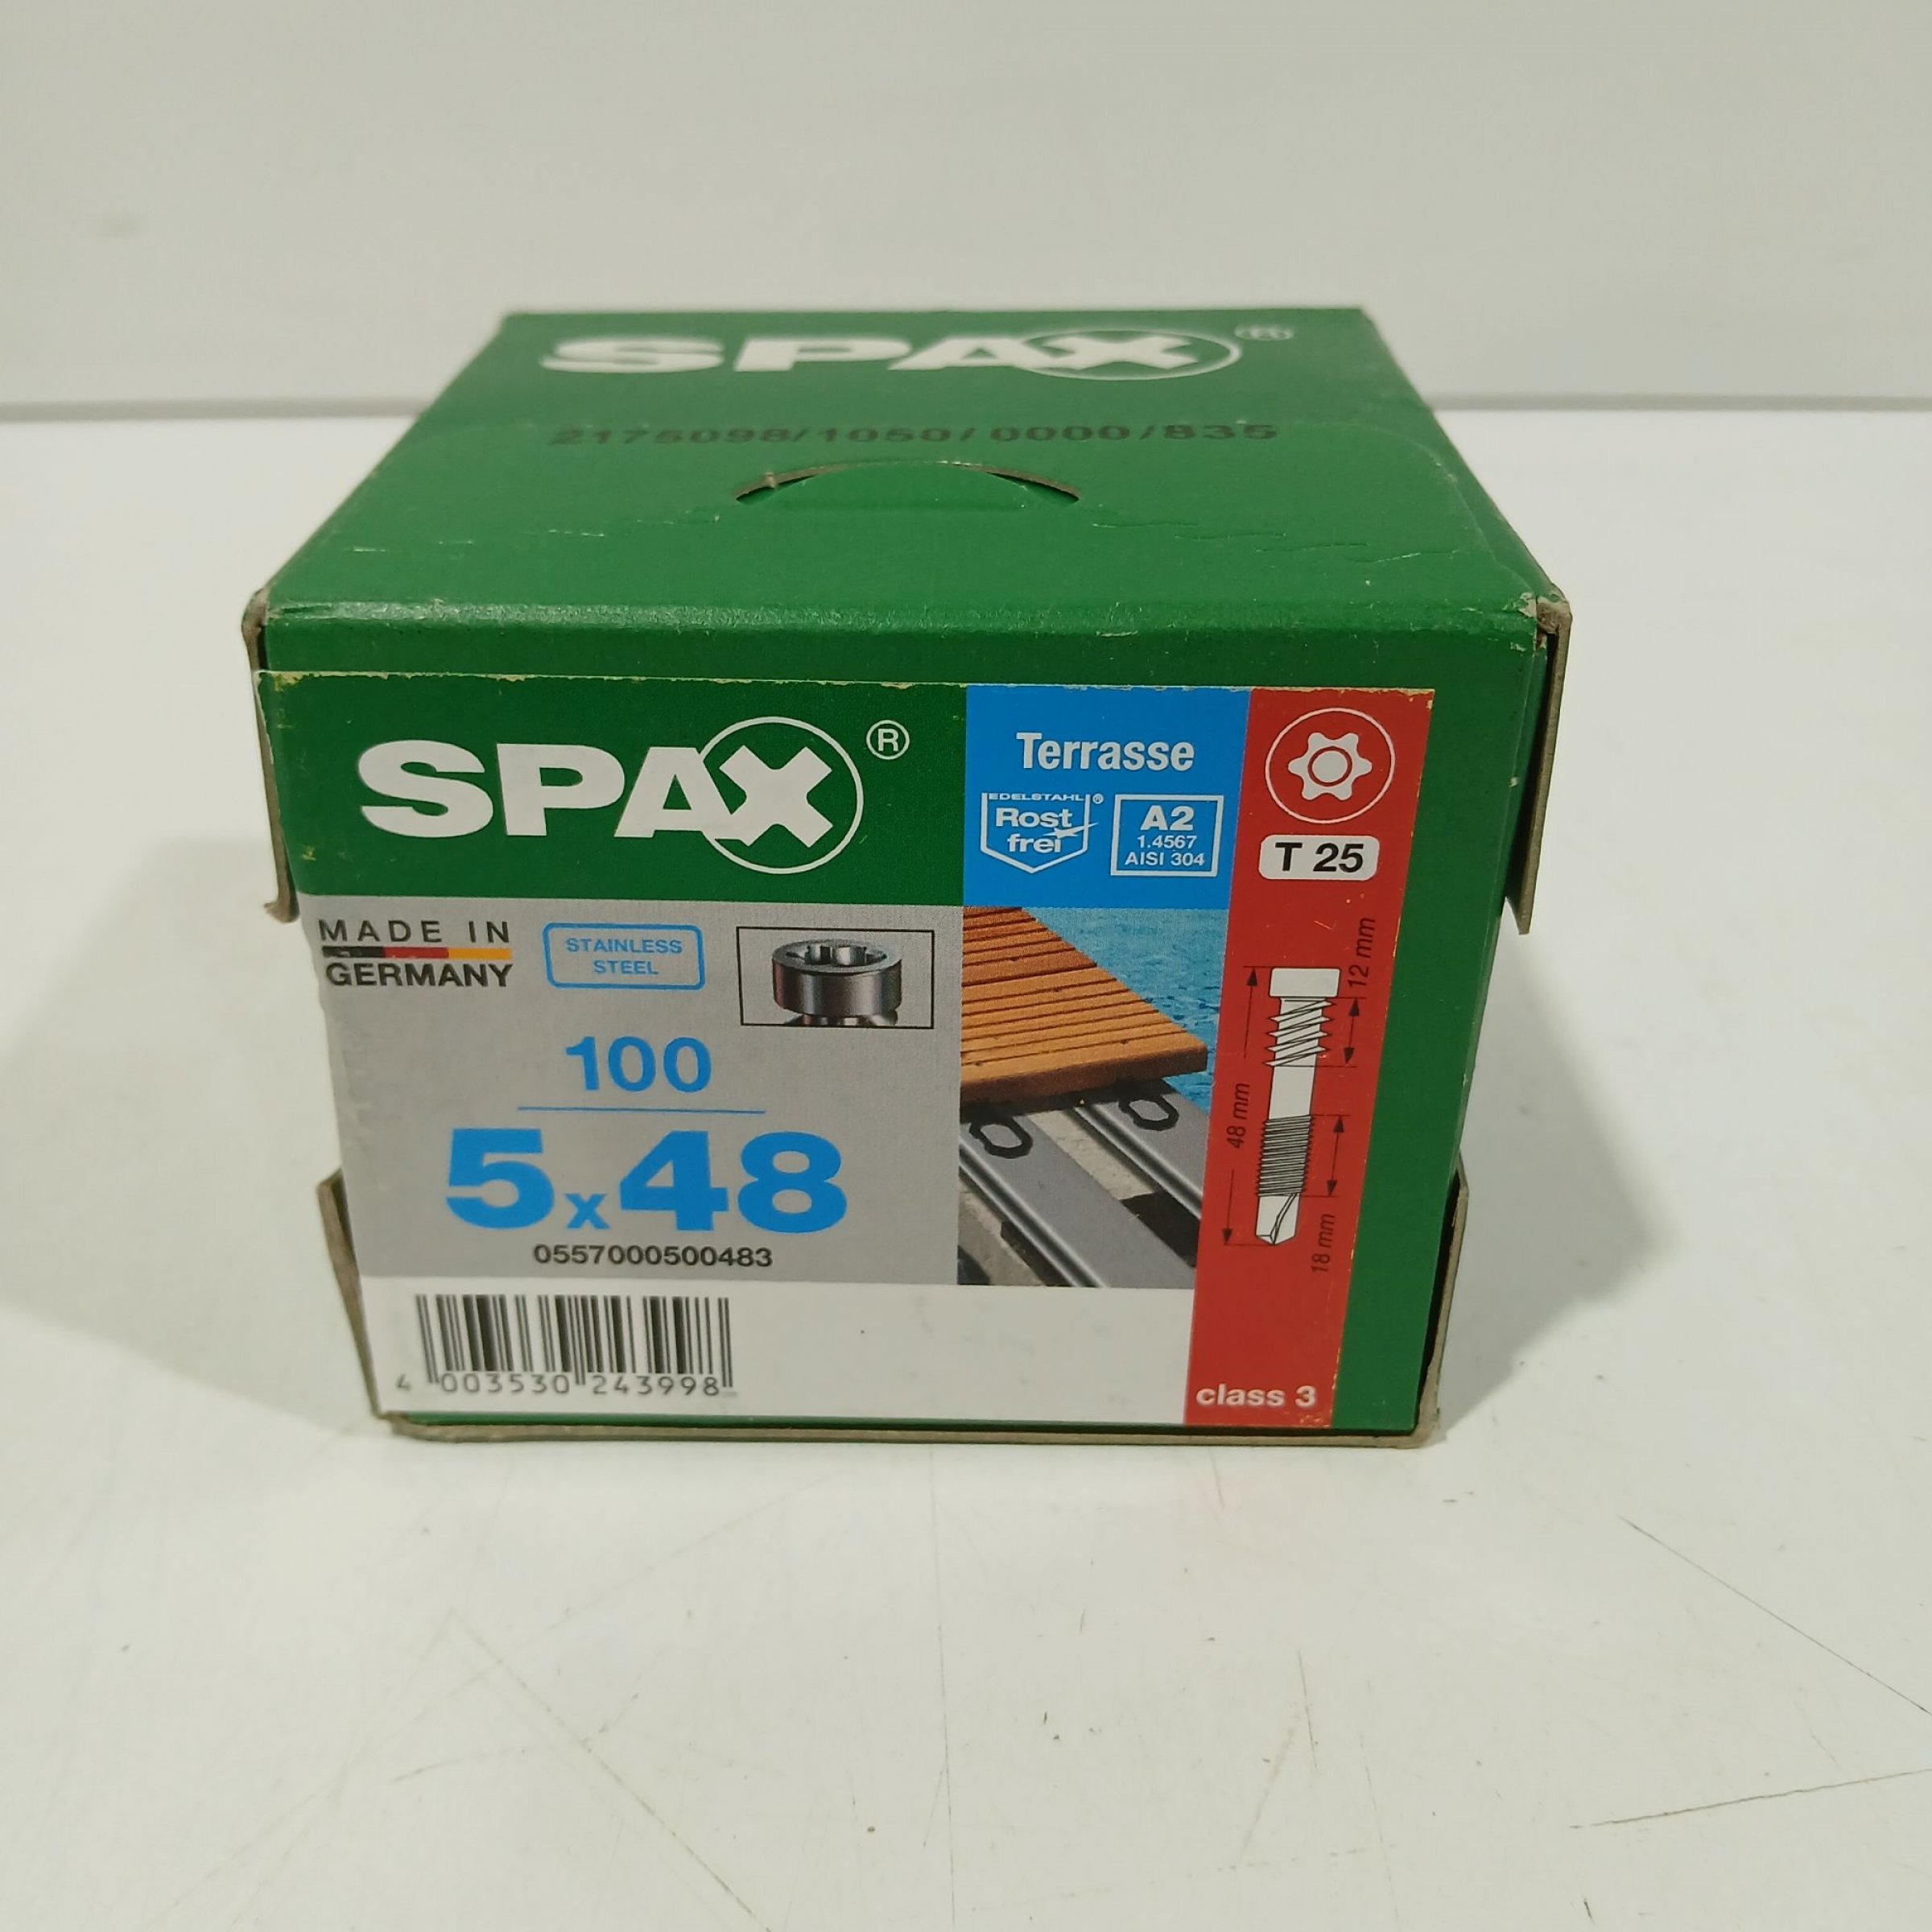 SPAX®
2175098/1050/0000/835
SPAX®
Terrasse
EDELSTAHL®
Rost
frei
A2
1.4567
AISI 304
T 25
MADE IN
GERMANY
STAINLESS
STEEL
100
5x48
0557000500483
12 mm
48 mm
18 mm
4 003530 243998
class 3